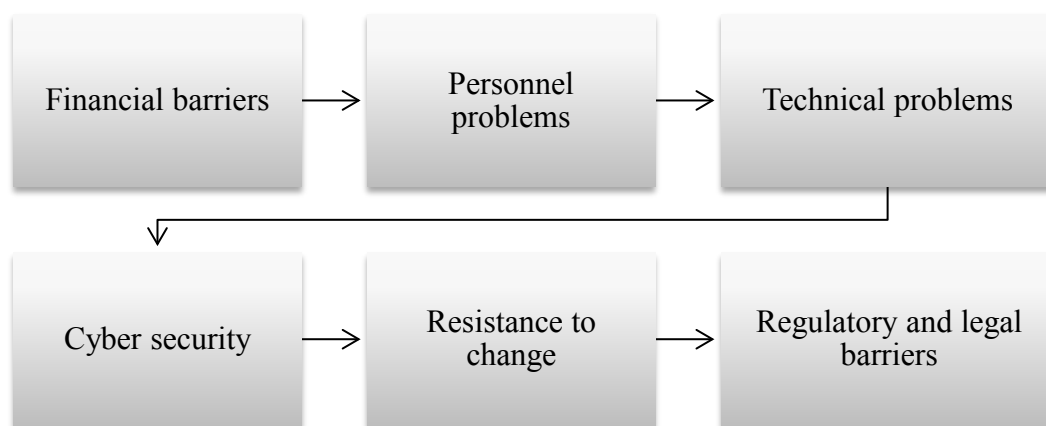 Financial barriers
Personnel
problems
Technical problems
Cyber security
Resistance to
change
Regulatory and legal
barriers